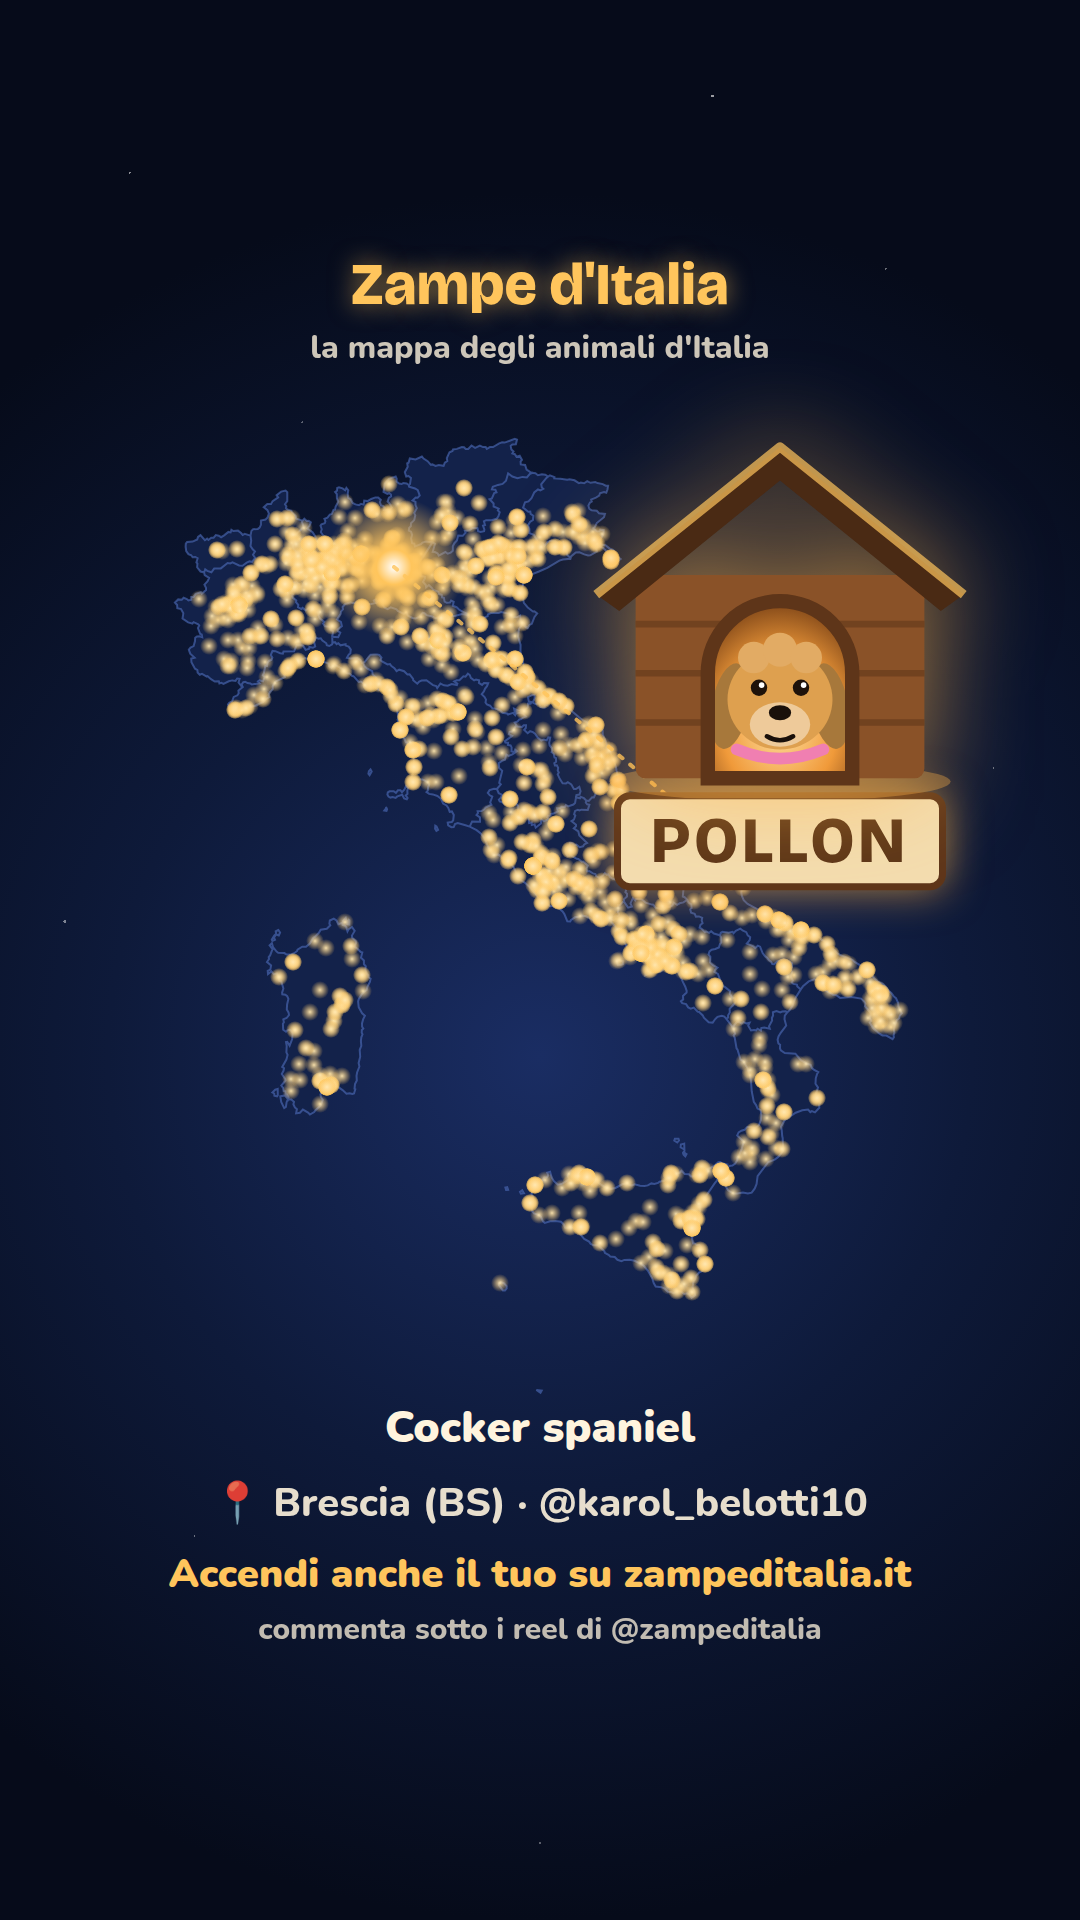 Zampe d'Italia
la mappa degli animali d'Italia
POLLON
Cocker spaniel
📍 Brescia (BS) · @karol_belotti10
Accendi anche il tuo su zampeditalia.it
commenta sotto i reel di @zampeditalia